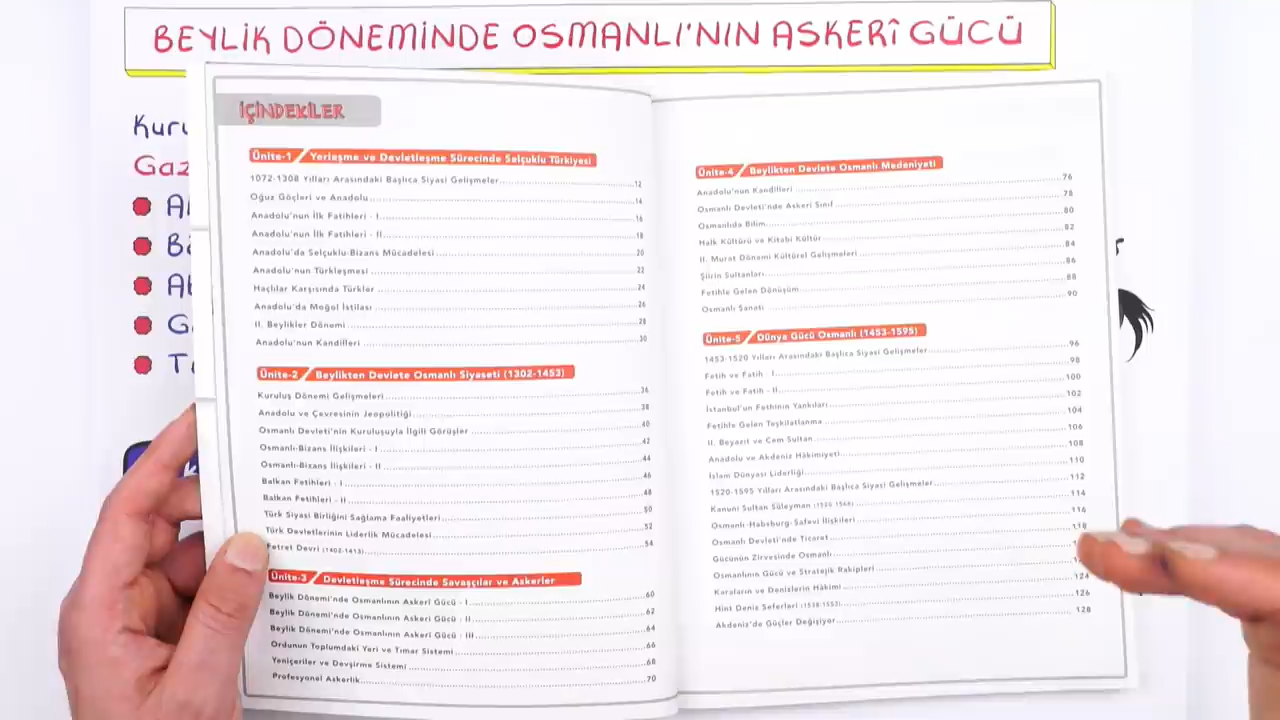 BEYLİK DÖNEMİNDE OSMANLI'NIN ASKERÎ GÜCÜ
İÇİNDEKİLER
Ünite-1 Yerleşme ve Devletleşme Sürecinde Selçuklu Türkiyesi
1072-1308 Yılları Arasındaki Başlıca Siyasi Gelişmeler 12
Oğuz Göçleri ve Anadolu 14
Anadolu'nun İlk Fatihleri - I 16
Anadolu'nun İlk Fatihleri - II 18
Anadolu'da Selçuklu-Bizans Mücadelesi 20
Anadolu'nun Türkleşmesi 22
Haçlılar Karşısında Türkler 24
Anadolu'da Moğol İstilası 26
II. Beylikler Dönemi 28
Anadolu'nun Kandilleri 30
Ünite-2 Beylikten Devlete Osmanlı Siyaseti (1302-1453)
Kuruluş Dönemi Gelişmeleri 36
Anadolu ve Çevresinin Jeopolitiği 38
Osmanlı Devleti'nin Kuruluşuyla İlgili Görüşler 40
Osmanlı-Bizans İlişkileri - I 42
Osmanlı-Bizans İlişkileri - II 44
Balkan Fetihleri - I 46
Balkan Fetihleri - II 48
Türk Siyasi Birliğini Sağlama Faaliyetleri 50
Türk Devletlerinin Liderlik Mücadelesi 52
Fetret Devri (1402-1413) 54
Ünite-3 Devletleşme Sürecinde Savaşçılar ve Askerler
Beylik Dönemi'nde Osmanlının Askerî Gücü - I 60
Beylik Dönemi'nde Osmanlının Askerî Gücü - II 62
Beylik Dönemi'nde Osmanlının Askerî Gücü - III 64
Ordunun Toplumdaki Yeri ve Tımar Sistemi 66
Yeniçeriler ve Devşirme Sistemi 68
Profesyonel Askerlik 70
Ünite-4 Beylikten Devlete Osmanlı Medeniyeti
Anadolu'nun Kandilleri 76
Osmanlı Devleti'nde Askerî Sınıf 78
Osmanlıda Bilim 80
Halk Kültürü ve Kitabi Kültür 82
II. Murat Dönemi Kültürel Gelişmeleri 84
Şiirin Sultanları 86
Fetihle Gelen Dönüşüm 88
Osmanlı Sanatı 90
Ünite-5 Dünya Gücü Osmanlı (1453-1595)
1453-1520 Yılları Arasındaki Başlıca Siyasi Gelişmeler 96
Fetih ve Fatih - I 98
Fetih ve Fatih - II 100
İstanbul'un Fethinin Yankıları 102
Fetihle Gelen Teşkilatlanma 104
II. Beyazıt ve Cem Sultan 106
Anadolu ve Akdeniz Hâkimiyeti 108
İslam Dünyası Liderliği 110
1520-1595 Yılları Arasındaki Başlıca Siyasi Gelişmeler 112
Kanuni Sultan Süleyman (1520-1566) 114
Osmanlı-Habsburg-Safevi İlişkileri 116
Osmanlı Devleti'nde Ticaret 118
Gücünün Zirvesinde Osmanlı
Osmanlının Gücü ve Stratejik Rakipleri
Karaların ve Denizlerin Hâkimi 124
Hint Deniz Seferleri (1538-1553) 126
Akdeniz'de Güçler Değişiyor 128